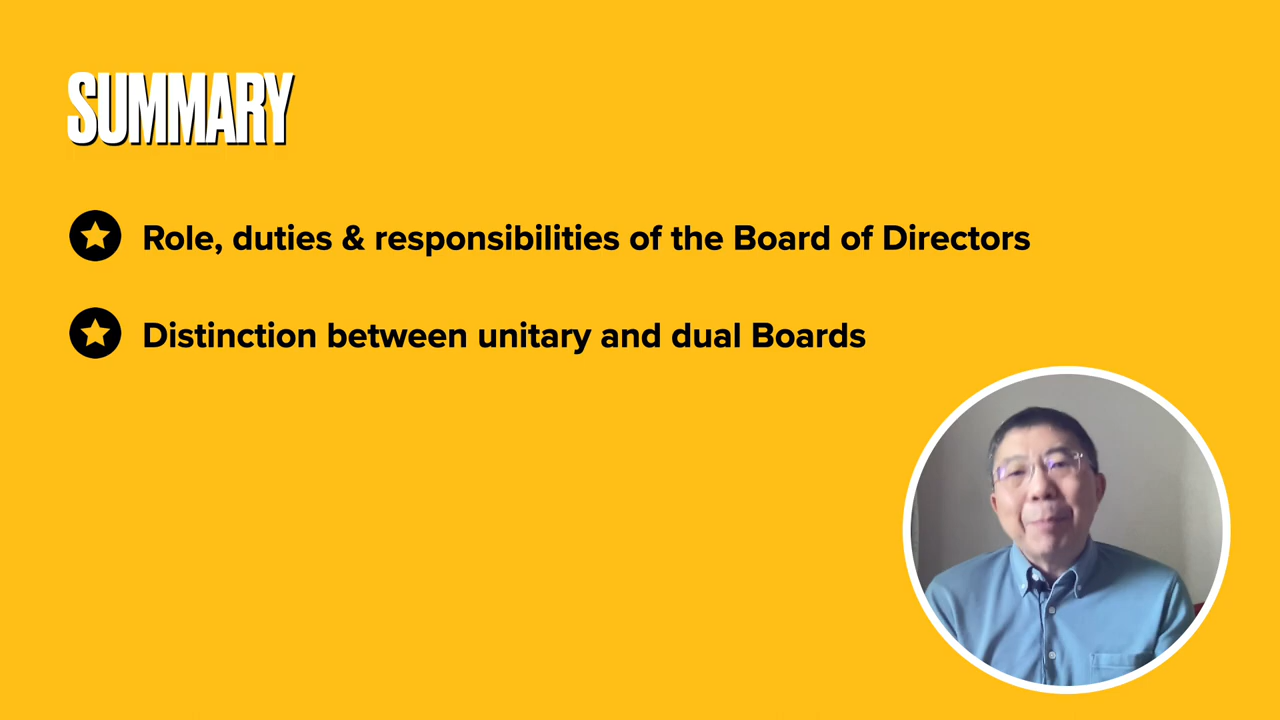 SUMMARY
Role, duties & responsibilities of the Board of Directors
Distinction between unitary and dual Boards